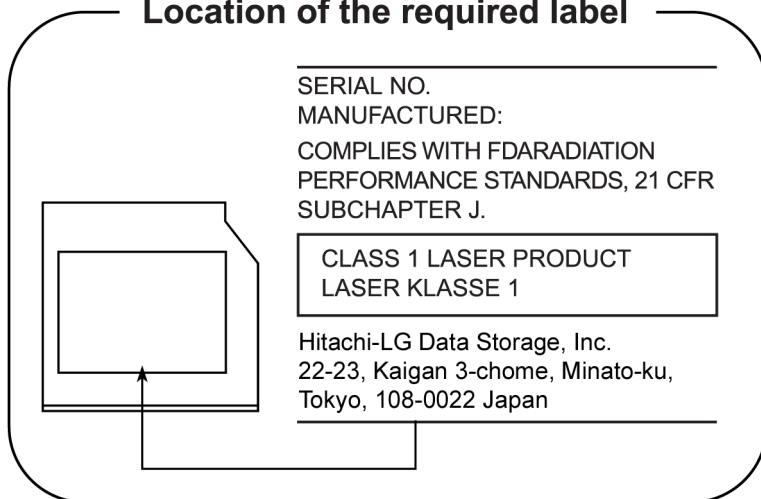 Location of the required label
SERIAL NO.
MANUFACTURED:
COMPLIES WITH FDARADIATION
PERFORMANCE STANDARDS, 21 CFR
SUBCHAPTER J.
CLASS 1 LASER PRODUCT
LASER KLASSE 1
Hitachi-LG Data Storage, Inc.
22-23, Kaigan 3-chome, Minato-ku,
Tokyo, 108-0022 Japan